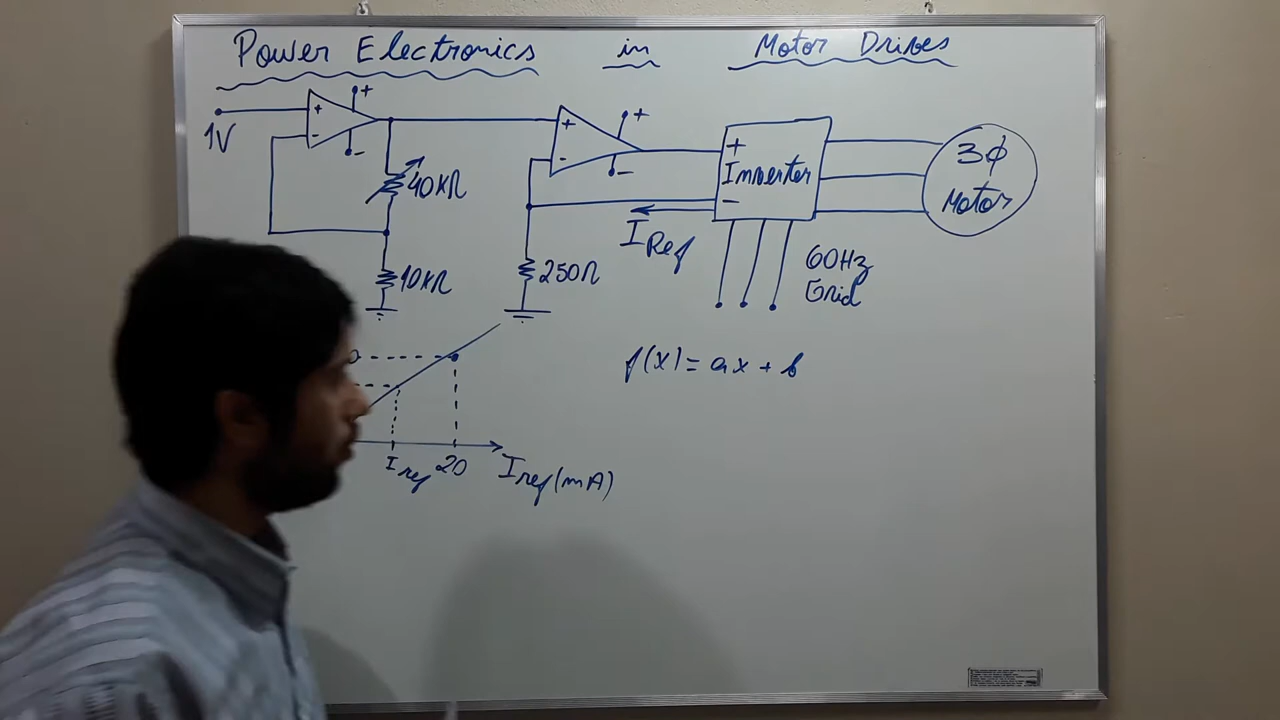 Power Electronics in Motor Drives
+
+
-
-
1V
40KΩ
10KΩ
+
+
-
-
250Ω
+
Inverter
-
IRef
3ϕ
Motor
60Hz
Grid
f(x) = ax + b
Iref 20
Iref(mA)